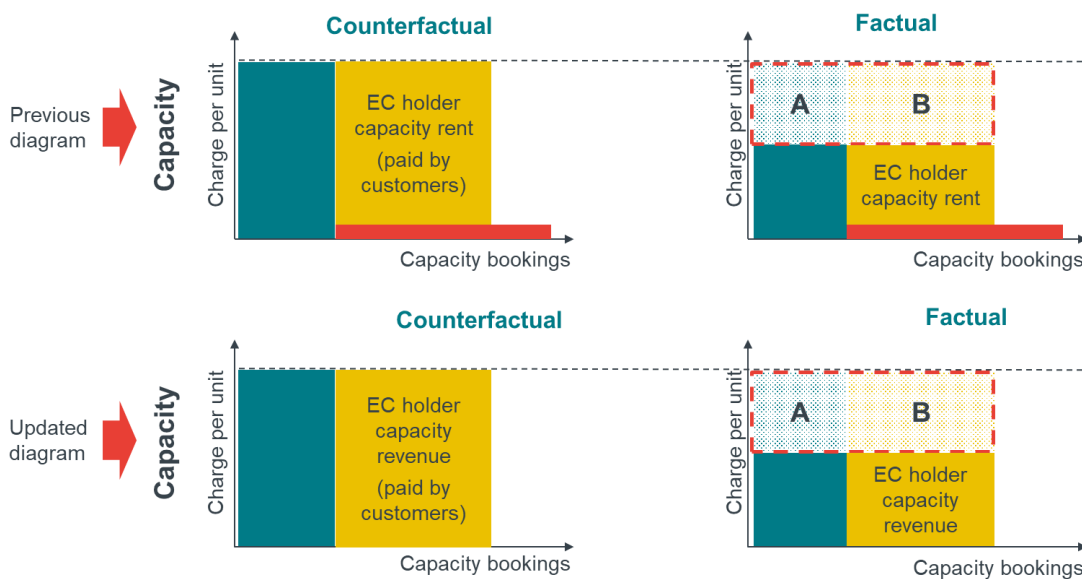 Counterfactual
Factual
Previous
diagram
Capacity
Charge per unit
EC holder
capacity rent
(paid by
customers)
Capacity bookings
Charge per unit
A
B
EC holder
capacity rent
Capacity bookings
Counterfactual
Factual
Updated
diagram
Capacity
Charge per unit
EC holder
capacity
revenue
(paid by
customers)
Capacity bookings
Charge per unit
A
B
EC holder
capacity
revenue
Capacity bookings